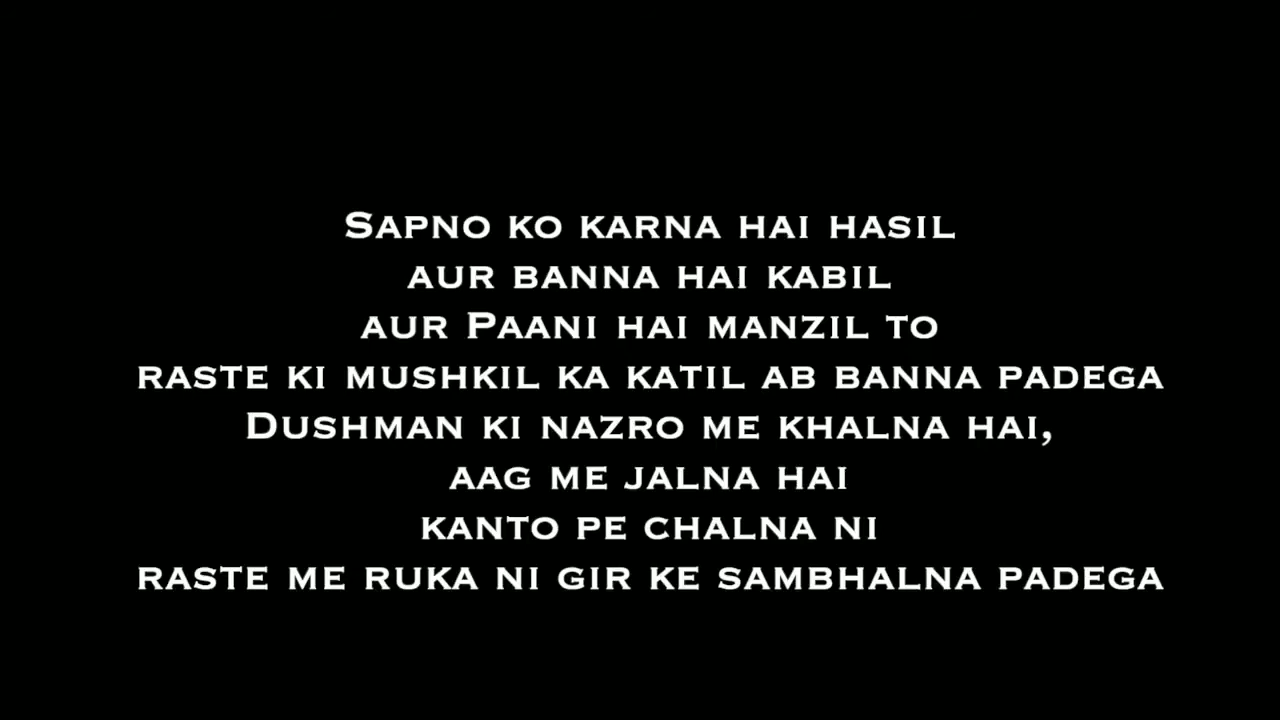 Sapno ko karna hai hasil
aur banna hai kabil
aur Paani hai manzil to
raste ki mushkil ka katil ab banna padega
Dushman ki nazro me khalna hai,
aag me jalna hai
kanto pe chalna ni
raste me ruka ni gir ke sambhalna padega